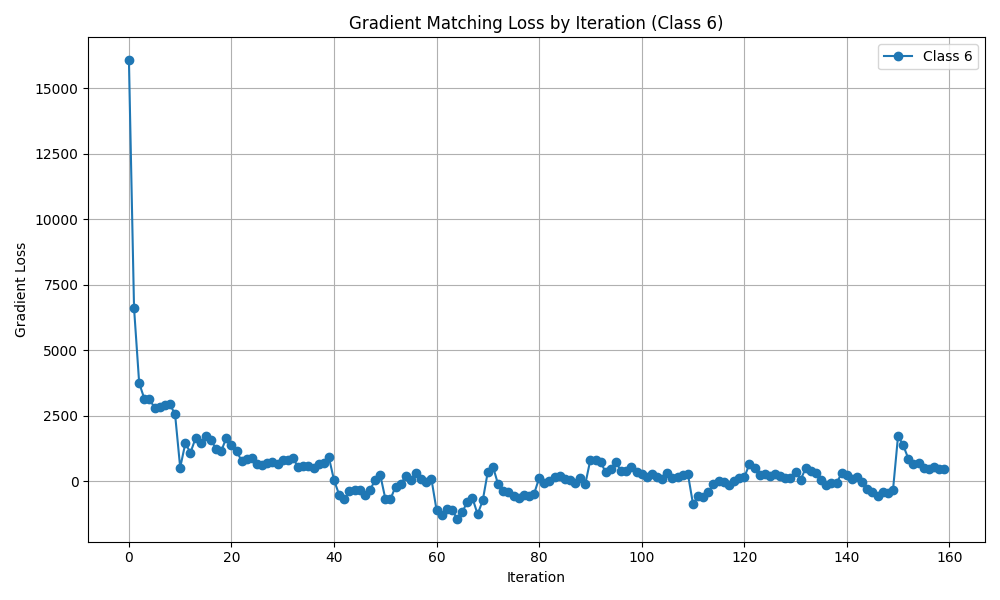 Gradient Matching Loss by Iteration (Class 6)
Class 6
15000
12500
10000
7500
5000
2500
0
Gradient Loss
0 20 40 60 80 100 120 140 160
Iteration